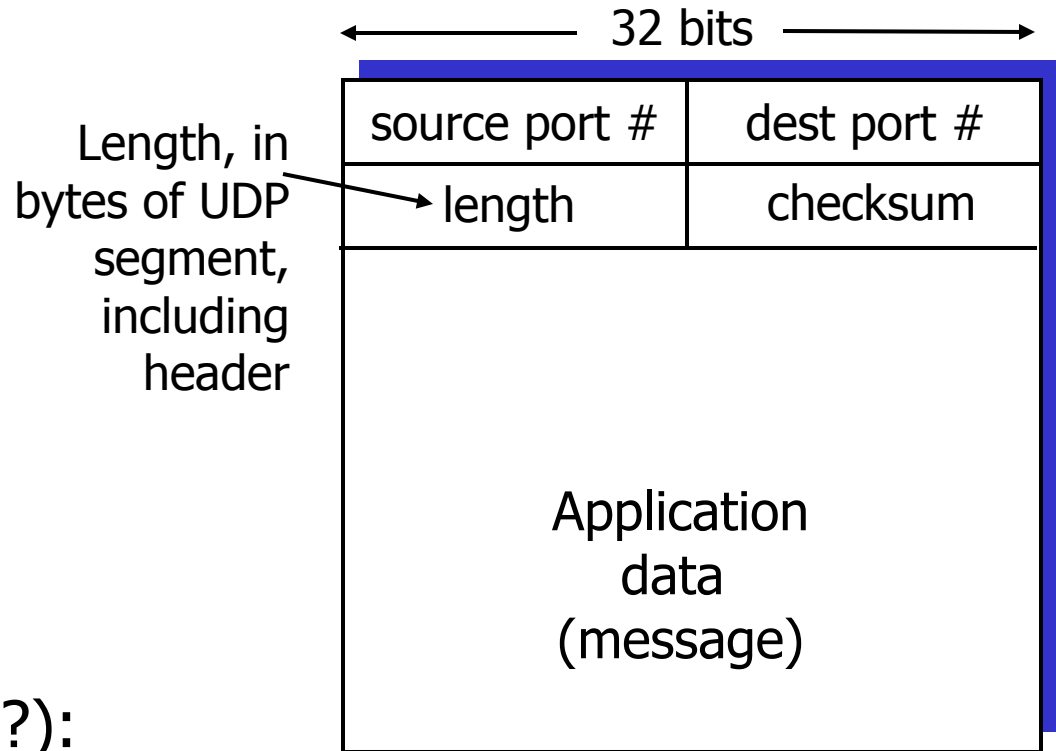 32 bits
source port #
dest port #
Length, in
bytes of UDP
segment,
including
header
length
checksum
Application
data
(message)
?):